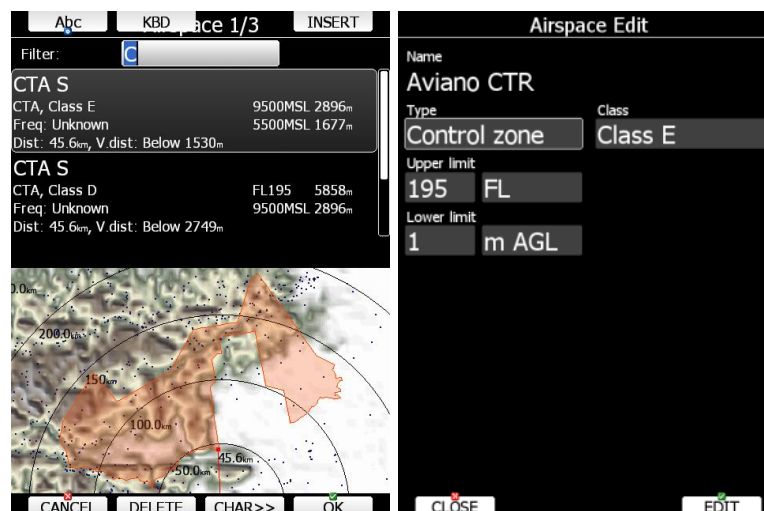 Abc KBD INSERT
Airspace 1/3
Filter: C
CTA S
CTA, Class E 9500MSL 2896m
Freq: Unknown 5500MSL 1677m
Dist: 45.6km, V.dist: Below 1530m
CTA S
CTA, Class D FL195 5858m
Freq: Unknown 9500MSL 2896m
Dist: 45.6km, V.dist: Below 2749m
0.0km
200.0km
150km
100.0km
45.6km
50.0km
CANCEL DELETE CHAR>> OK
Airspace Edit
Name
Aviano CTR
Type Class
Control zone Class E
Upper limit
195 FL
Lower limit
1 m AGL
CLOSE EDIT